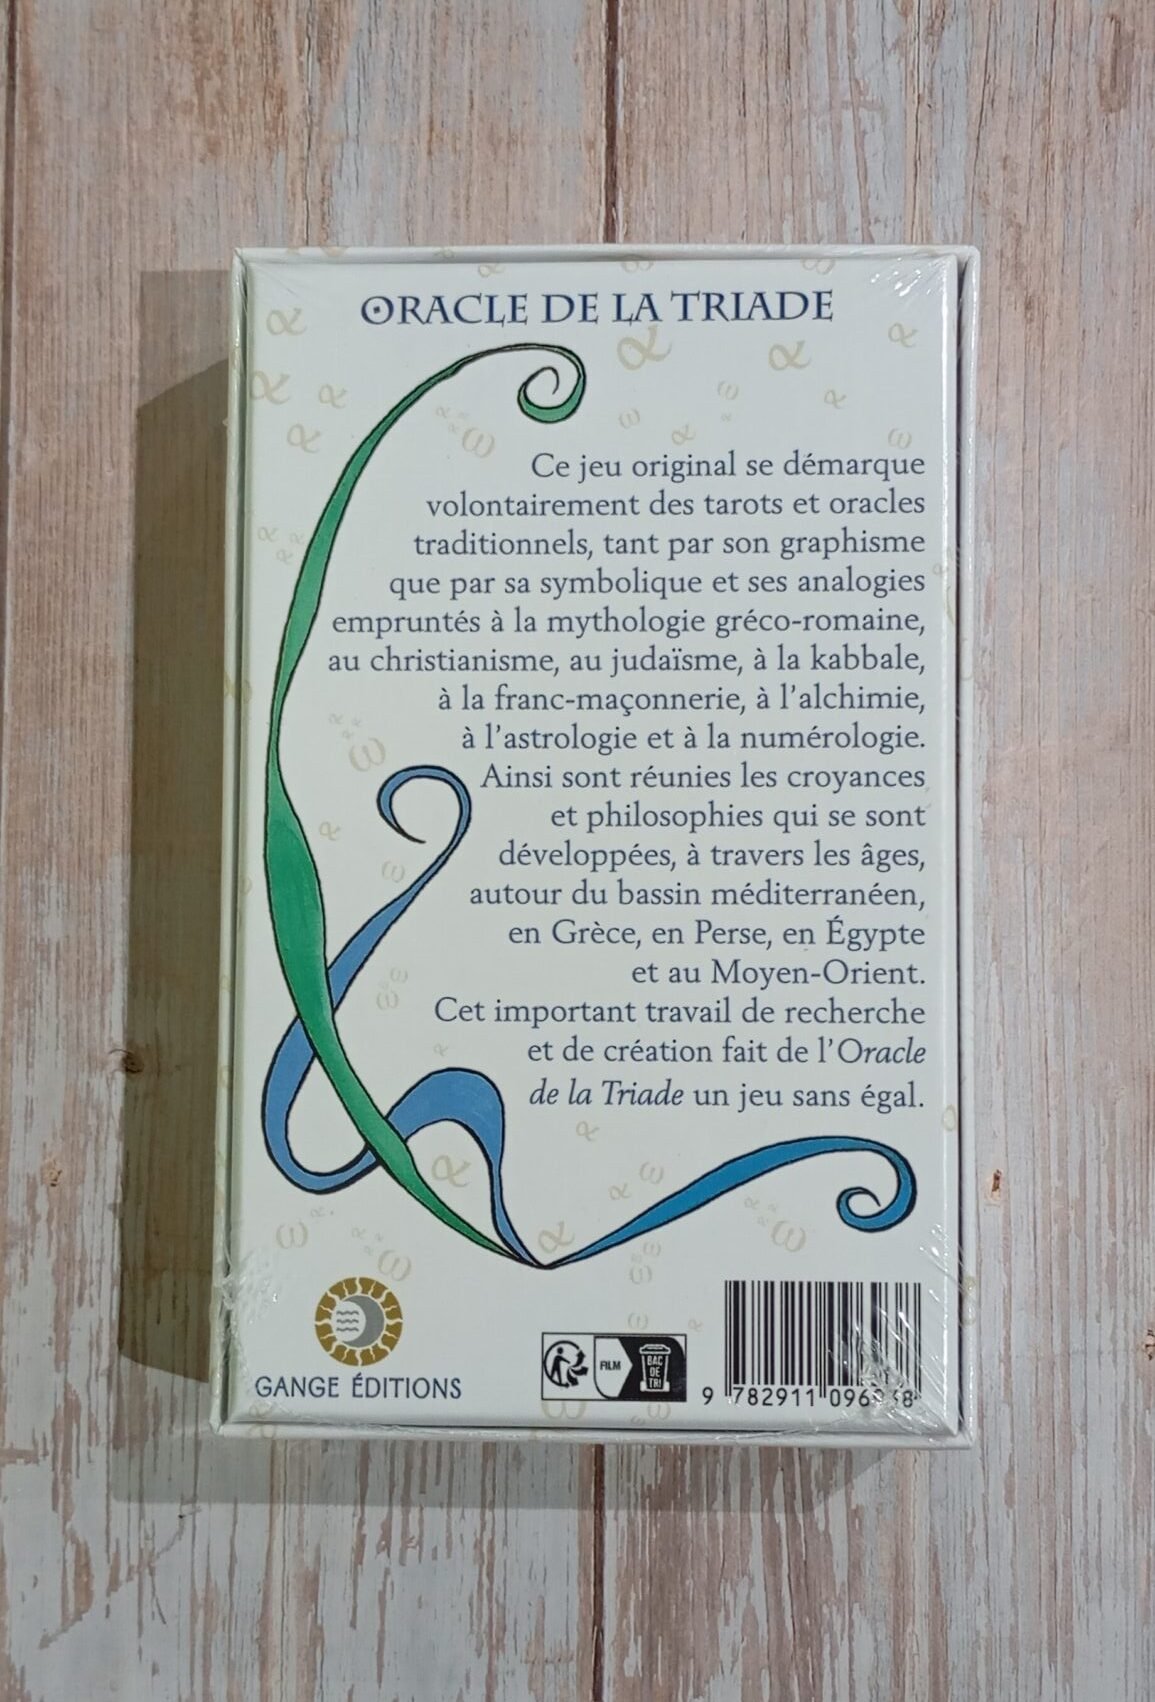 ORACLE DE LA TRIADE
Ce jeu original se démarque
volontairement des tarots et oracles
traditionnels, tant par son graphisme
que par sa symbolique et ses analogies
empruntés à la mythologie gréco-romaine,
au christianisme, au judaïsme, à la kabbale,
à la franc-maçonnerie, à l'alchimie,
à l'astrologie et à la numérologie.
Ainsi sont réunies les croyances
et philosophies qui se sont
développées, à travers les âges,
autour du bassin méditerranéen,
en Grèce, en Perse, en Égypte
et au Moyen-Orient.
Cet important travail de recherche
et de création fait de l'Oracle
de la Triade un jeu sans égal.
GANGE ÉDITIONS
FILM
BAC
DE
TRI
9 782911